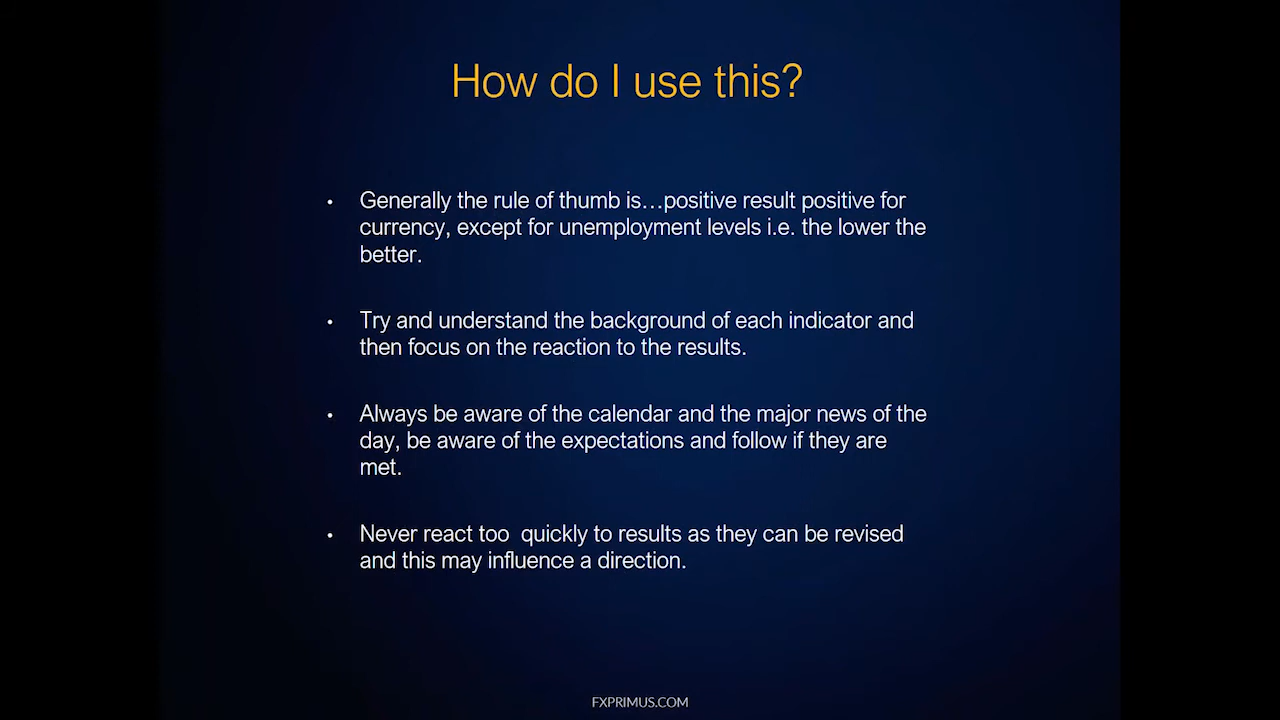 How do I use this?
• Generally the rule of thumb is…positive result positive for
currency, except for unemployment levels i.e. the lower the
better.
• Try and understand the background of each indicator and
then focus on the reaction to the results.
• Always be aware of the calendar and the major news of the
day, be aware of the expectations and follow if they are
met.
• Never react too  quickly to results as they can be revised
and this may influence a direction.
FXPRIMUS.COM